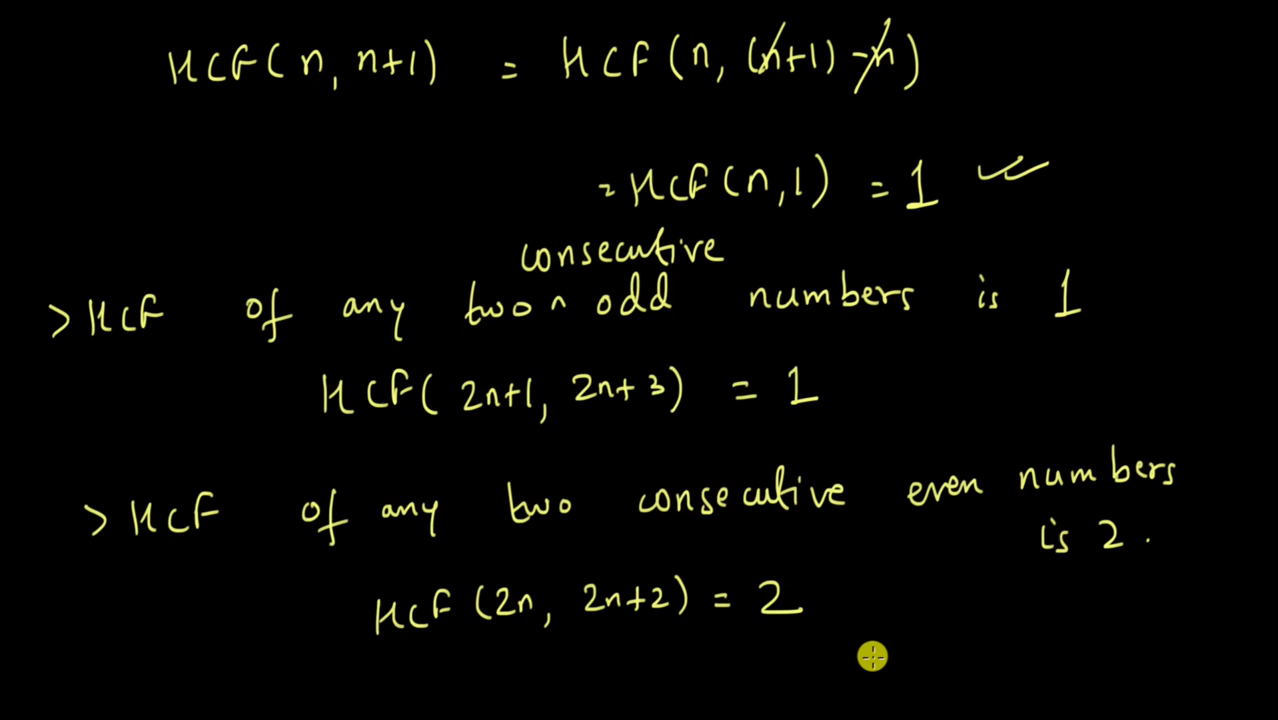 HCF(n, n+1) = HCF(n, (n+1)-n)
= HCF(n,1) = 1
consecutive
> HCF of any two ^ odd numbers is 1
HCF(2n+1, 2n+3) = 1
> HCF of any two consecutive even numbers
is 2.
HCF(2n, 2n+2) = 2